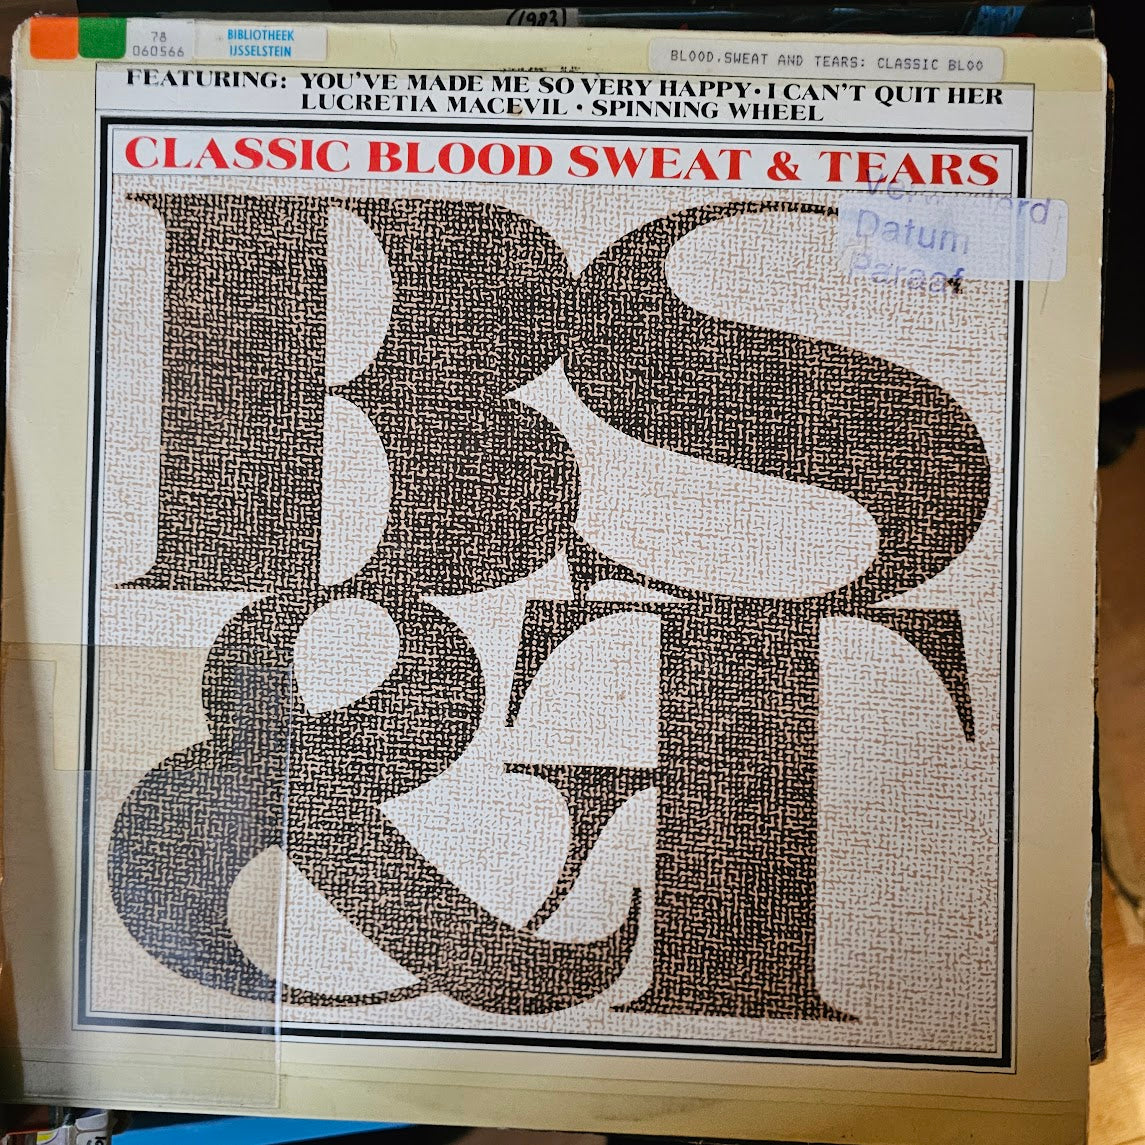 (1983)
78
060566
BIBLIOTHEEK
IJSSELSTEIN
BLOOD,SWEAT AND TEARS: CLASSIC BLOO
FEATURING: YOU'VE MADE ME SO VERY HAPPY • I CAN'T QUIT HER
LUCRETIA MACEVIL • SPINNING WHEEL
CLASSIC BLOOD SWEAT & TEARS
Datum
Paraaf
BS
&T